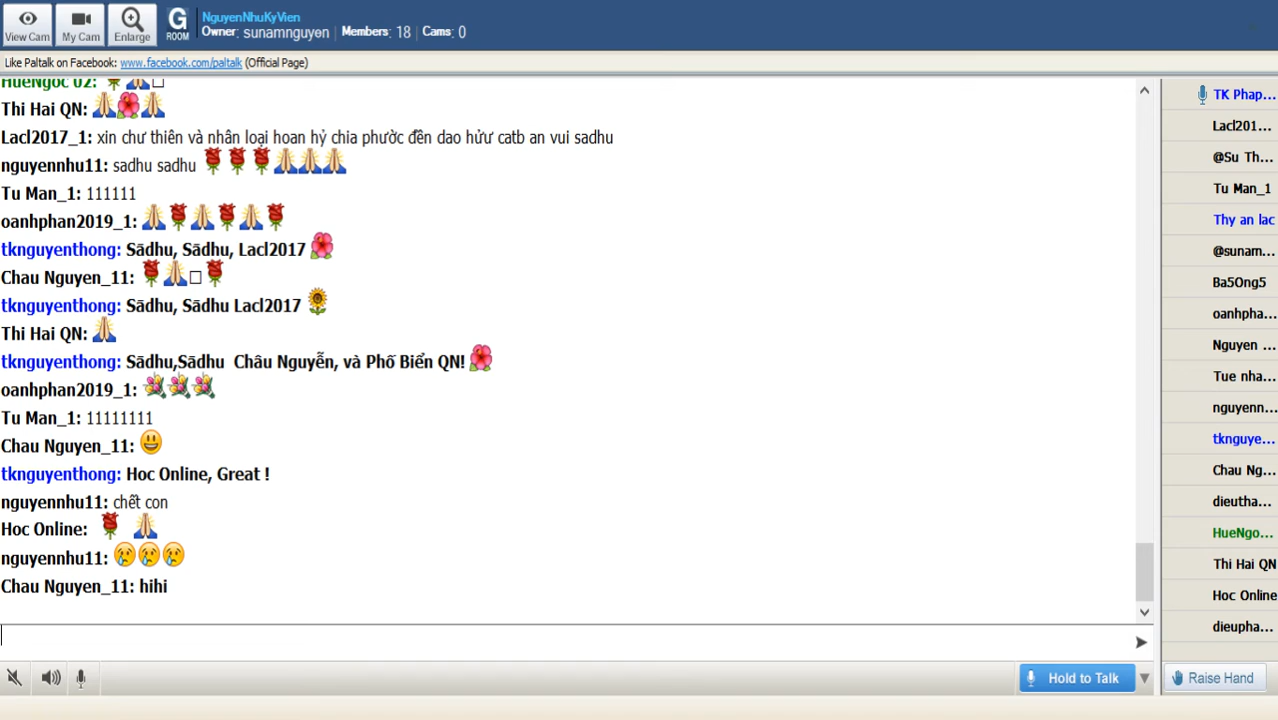 NguyenNhuKyVien
G
ROOM
Owner: sunamnguyen Members: 18 Cams: 0
View Cam
My Cam
Enlarge
Like Paltalk on Facebook: www.facebook.com/paltalk (Official Page)
HueNgoc 02:
Thi Hai QN:
Lacl2017_1: xin chư thiên và nhân loại hoan hỷ chia phước đên dao hữư catb an vui sadhu
nguyennhu11: sadhu sadhu
Tu Man_1: 111111
oanhphan2019_1:
tknguyenthong: Sādhu, Sādhu, Lacl2017
Chau Nguyen_11:
tknguyenthong: Sādhu, Sādhu Lacl2017
Thi Hai QN:
tknguyenthong: Sādhu,Sādhu Châu Nguyễn, và Phố Biển QN!
oanhphan2019_1:
Tu Man_1: 11111111
Chau Nguyen_11:
tknguyenthong: Hoc Online, Great !
nguyennhu11: chết con
Hoc Online:
nguyennhu11:
Chau Nguyen_11: hihi
TK Phap...
Lacl201...
@Su Th...
Tu Man_1
Thy an lac
@sunam...
Ba5Ong5
oanhpha...
Nguyen ...
Tue nha...
nguyenn...
tknguye...
Chau Ng...
dieutha...
HueNgo...
Thi Hai QN
Hoc Online
dieupha...
Hold to Talk
Raise Hand